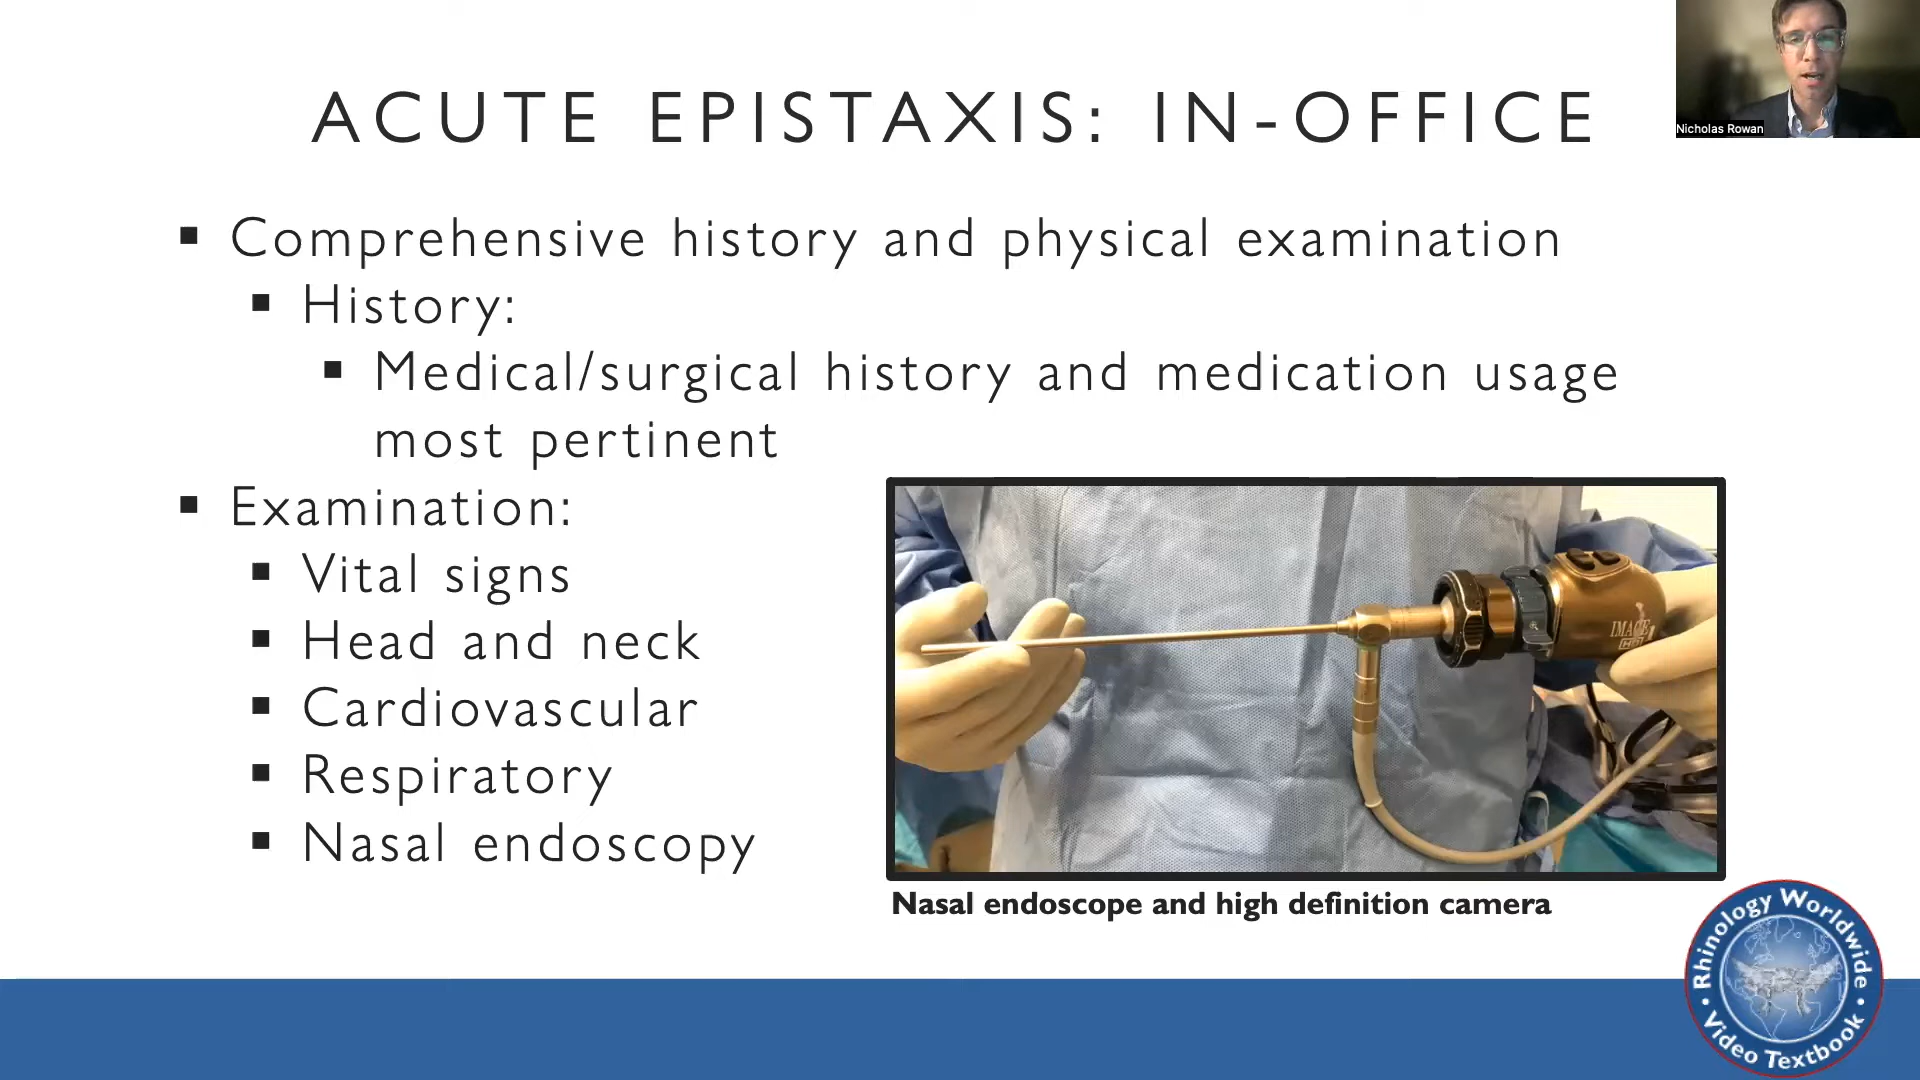 ACUTE EPISTAXIS: IN-OFFICE
Nicholas Rowan
▪ Comprehensive history and physical examination
▪ History:
▪ Medical/surgical history and medication usage
most pertinent
▪ Examination:
▪ Vital signs
▪ Head and neck
▪ Cardiovascular
▪ Respiratory
▪ Nasal endoscopy
IMAGE1
HD
Nasal endoscope and high definition camera
Rhinology Worldwide
• Video Textbook •